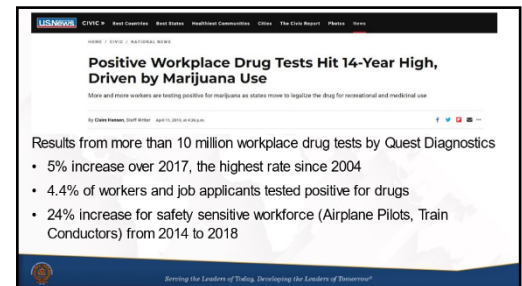 U.S.News CIVIC » Best Countries Best States Healthiest Communities Cities The Civic Report Photos News
HOME / CIVIC / NATIONAL NEWS
Positive Workplace Drug Tests Hit 14-Year High,
Driven by Marijuana Use
More and more workers are testing positive for marijuana as states move to legalize the drug for recreational and medicinal use
By Claire Hansen, Staff Writer April 11, 2019, at 4:36 p.m.
Results from more than 10 million workplace drug tests by Quest Diagnostics
• 5% increase over 2017, the highest rate since 2004
• 4.4% of workers and job applicants tested positive for drugs
• 24% increase for safety sensitive workforce (Airplane Pilots, Train
Conductors) from 2014 to 2018
Serving the Leaders of Today, Developing the Leaders of Tomorrow®